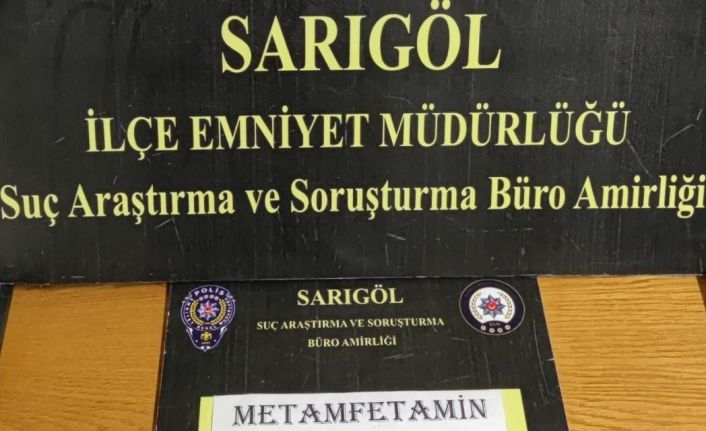 SARIGÖL
İLÇE EMNİYET MÜDÜRLÜĞÜ
Suç Araştırma ve Soruşturma Büro Amirliği
POLİS
SARIGÖL
SUÇ ARAŞTIRMA VE SORUŞTURMA
BÜRO AMİRLİĞİ
METAMFETAMİN